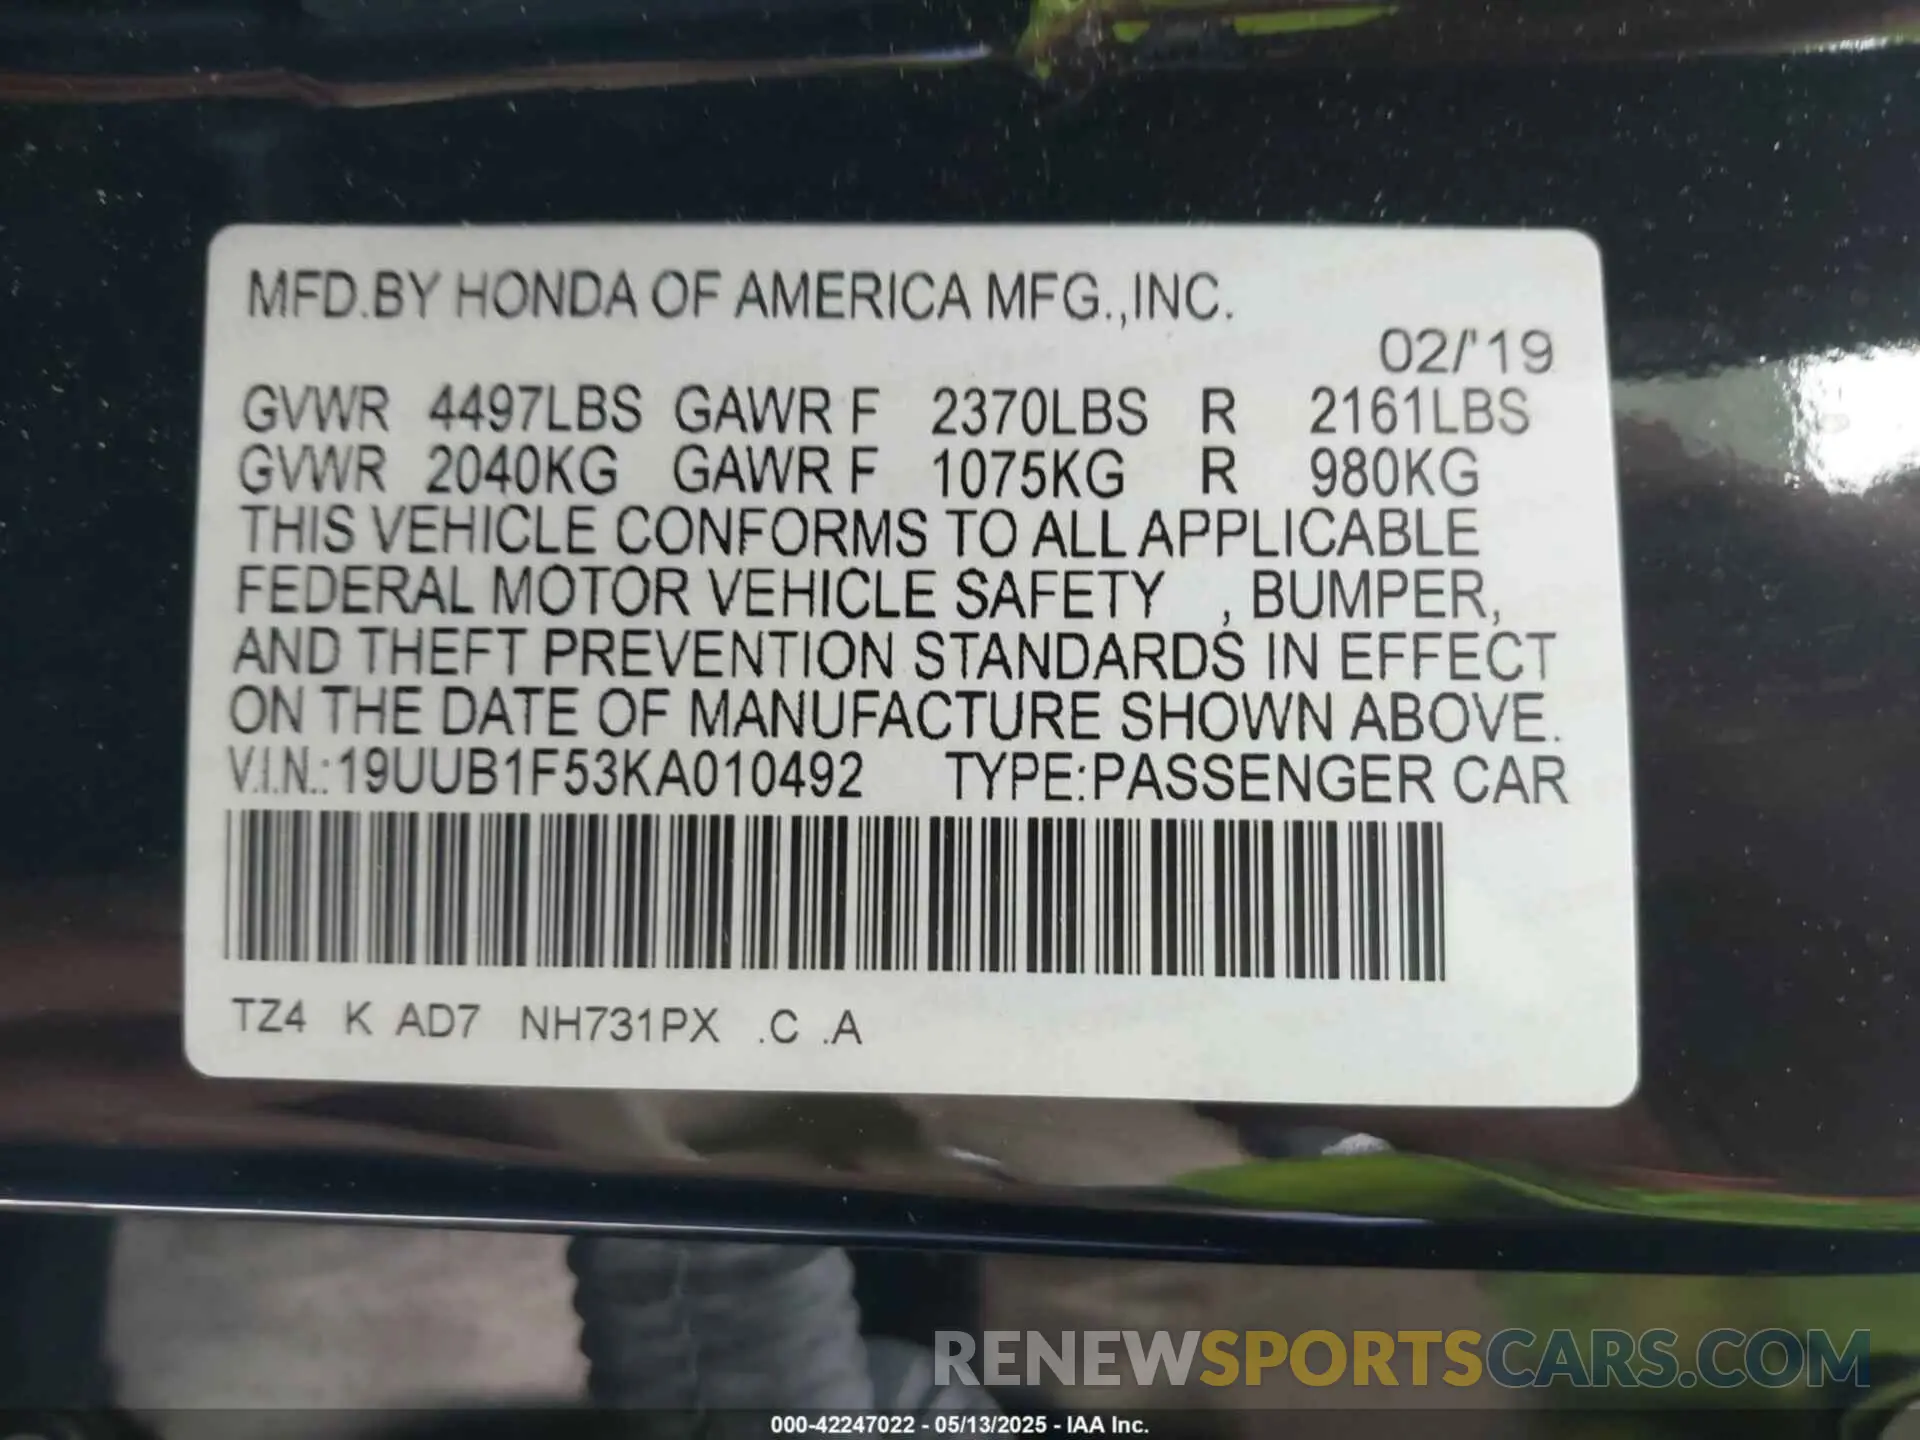 MFD.BY HONDA OF AMERICA MFG.,INC.
02/'19
GVWR 4497LBS GAWR F 2370LBS R 2161LBS
GVWR 2040KG GAWR F 1075KG R 980KG
THIS VEHICLE CONFORMS TO ALL APPLICABLE
FEDERAL MOTOR VEHICLE SAFETY , BUMPER,
AND THEFT PREVENTION STANDARDS IN EFFECT
ON THE DATE OF MANUFACTURE SHOWN ABOVE.
V.I.N.:19UUB1F53KA010492 TYPE:PASSENGER CAR
TZ4 K AD7 NH731PX .C .A
RENEWSPORTSCARS.COM
000-42247022 - 05/13/2025 - IAA Inc.